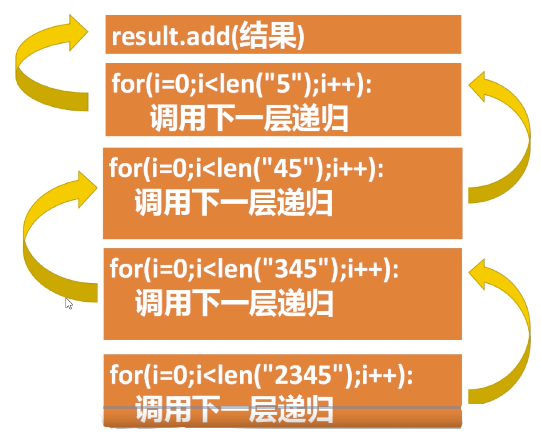 result.add(结果)
for(i=0;i<len("5");i++):
调用下一层递归
for(i=0;i<len("45");i++):
调用下一层递归
for(i=0;i<len("345");i++):
调用下一层递归
for(i=0;i<len("2345");i++):
调用下一层递归